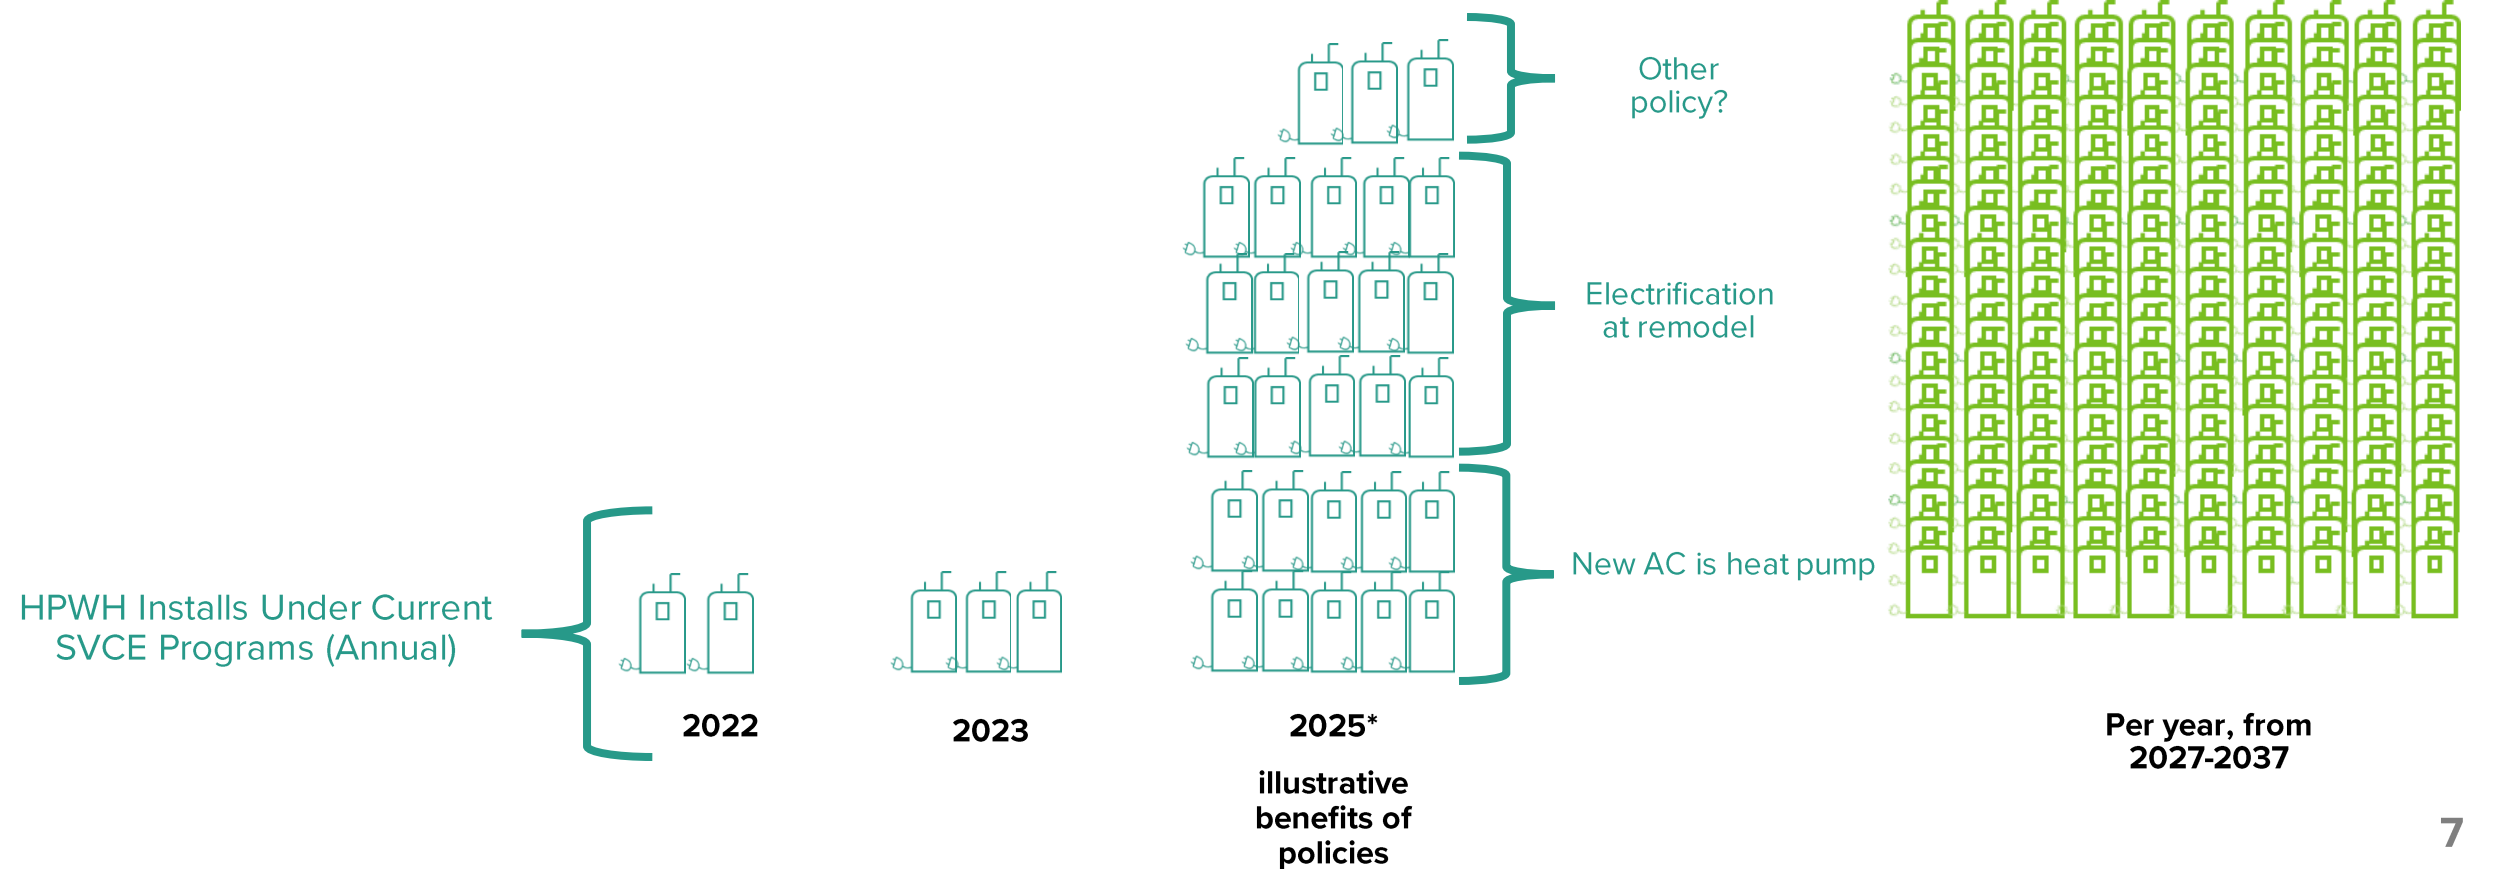 Other
policy?
Electrification
at remodel
New AC is heat pump
HPWH Installs Under Current
SVCE Programs (Annual)
2022
2023
2025*
illustrative
benefits of
policies
Per year, from
2027-2037
7